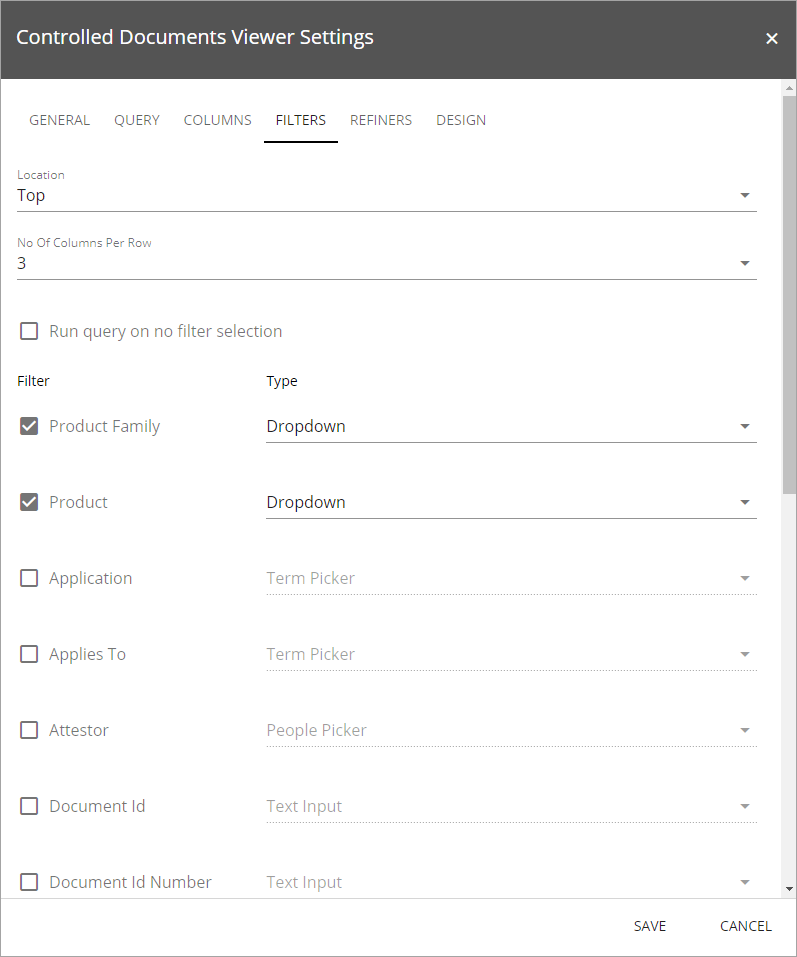 Controlled Documents Viewer Settings
GENERAL QUERY COLUMNS FILTERS REFINERS DESIGN
Location
Top
No Of Columns Per Row
3
Run query on no filter selection
Filter Type
Product Family Dropdown
Product Dropdown
Application Term Picker
Applies To Term Picker
Attestor People Picker
Document Id Text Input
Document Id Number Text Input
SAVE CANCEL